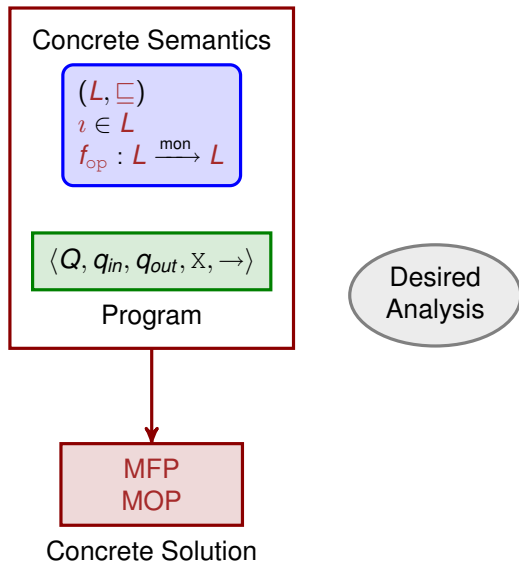 Concrete Semantics
(L, ⊑)
ı ∈ L
f_op : L —mon→ L
⟨Q, q_in, q_out, X, →⟩
Program
Desired
Analysis
MFP
MOP
Concrete Solution